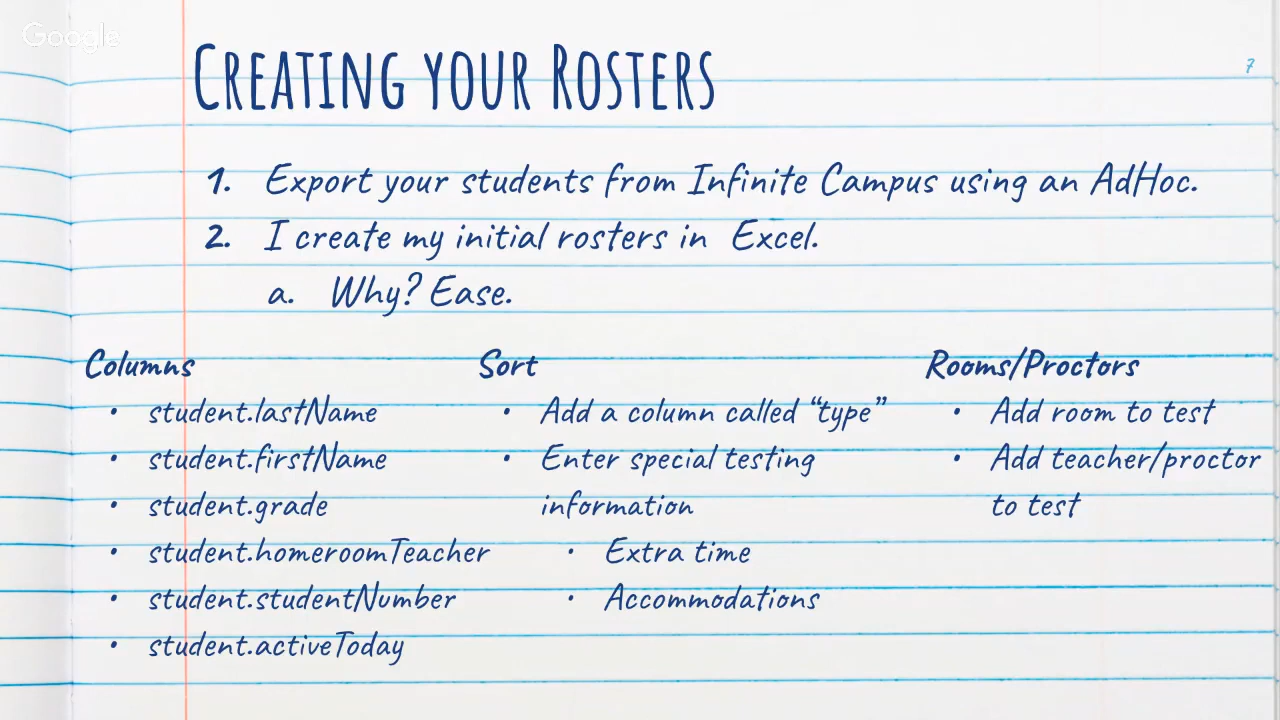 Google
7
Creating your Rosters
1. Export your students from Infinite Campus using an AdHoc.
2. I create my initial rosters in Excel.
a. Why? Ease.
Columns
• student.lastName
• student.firstName
• student.grade
• student.homeroomTeacher
• student.studentNumber
• student.activeToday
Sort
• Add a column called “type”
• Enter special testing
information
• Extra time
• Accommodations
Rooms/Proctors
• Add room to test
• Add teacher/proctor
to test